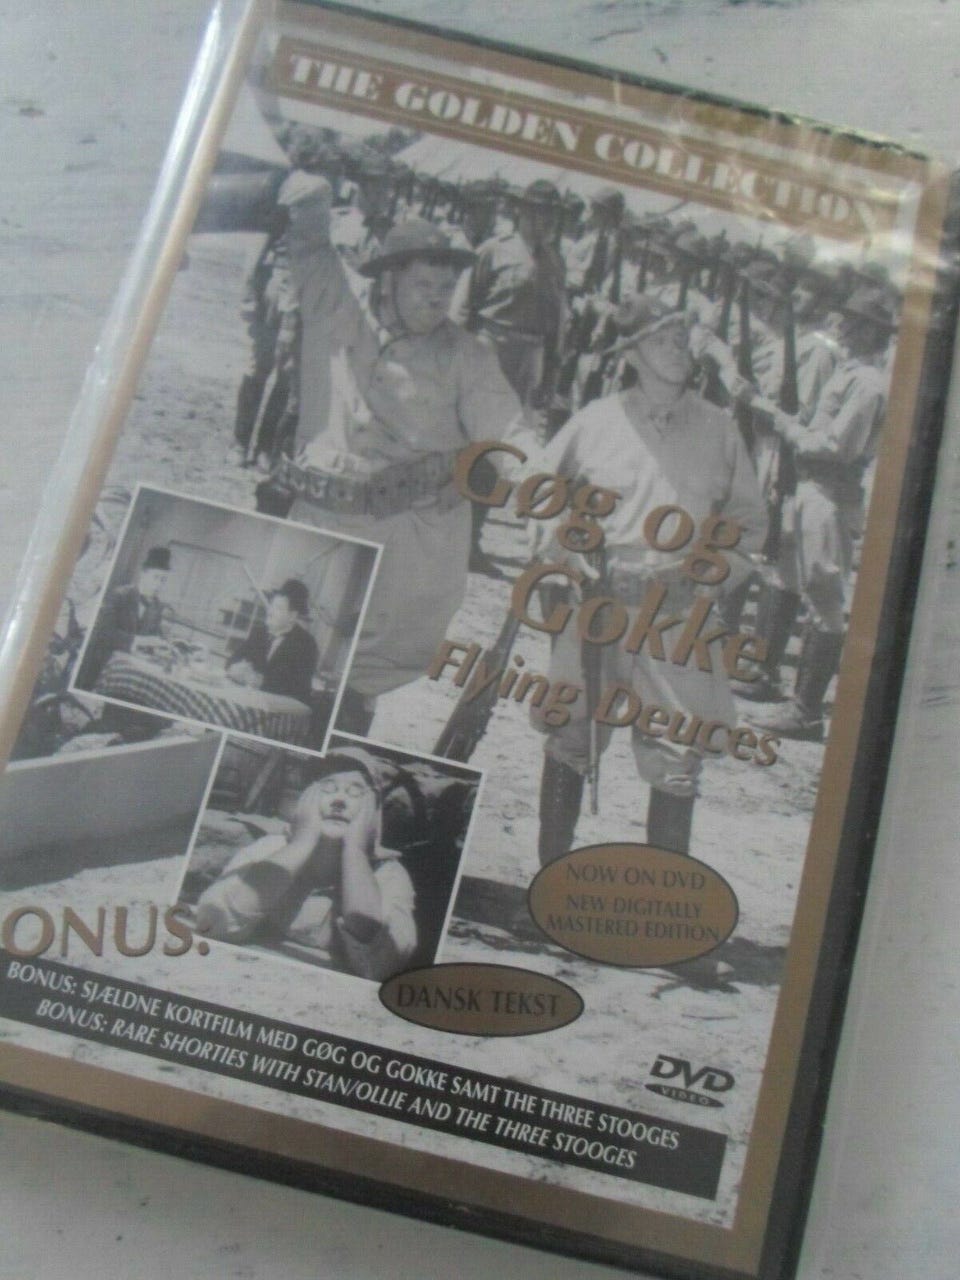 THE GOLDEN COLLECTION
Gøg og
Gokke
Flying Deuces
NOW ON DVD
NEW DIGITALLY
MASTERED EDITION
ONUS:
DANSK TEKST
BONUS: SJÆLDNE KORTFILM MED GØG OG GOKKE SAMT THE THREE STOOGES
BONUS: RARE SHORTIES WITH STAN/OLLIE AND THE THREE STOOGES
DVD
VIDEO